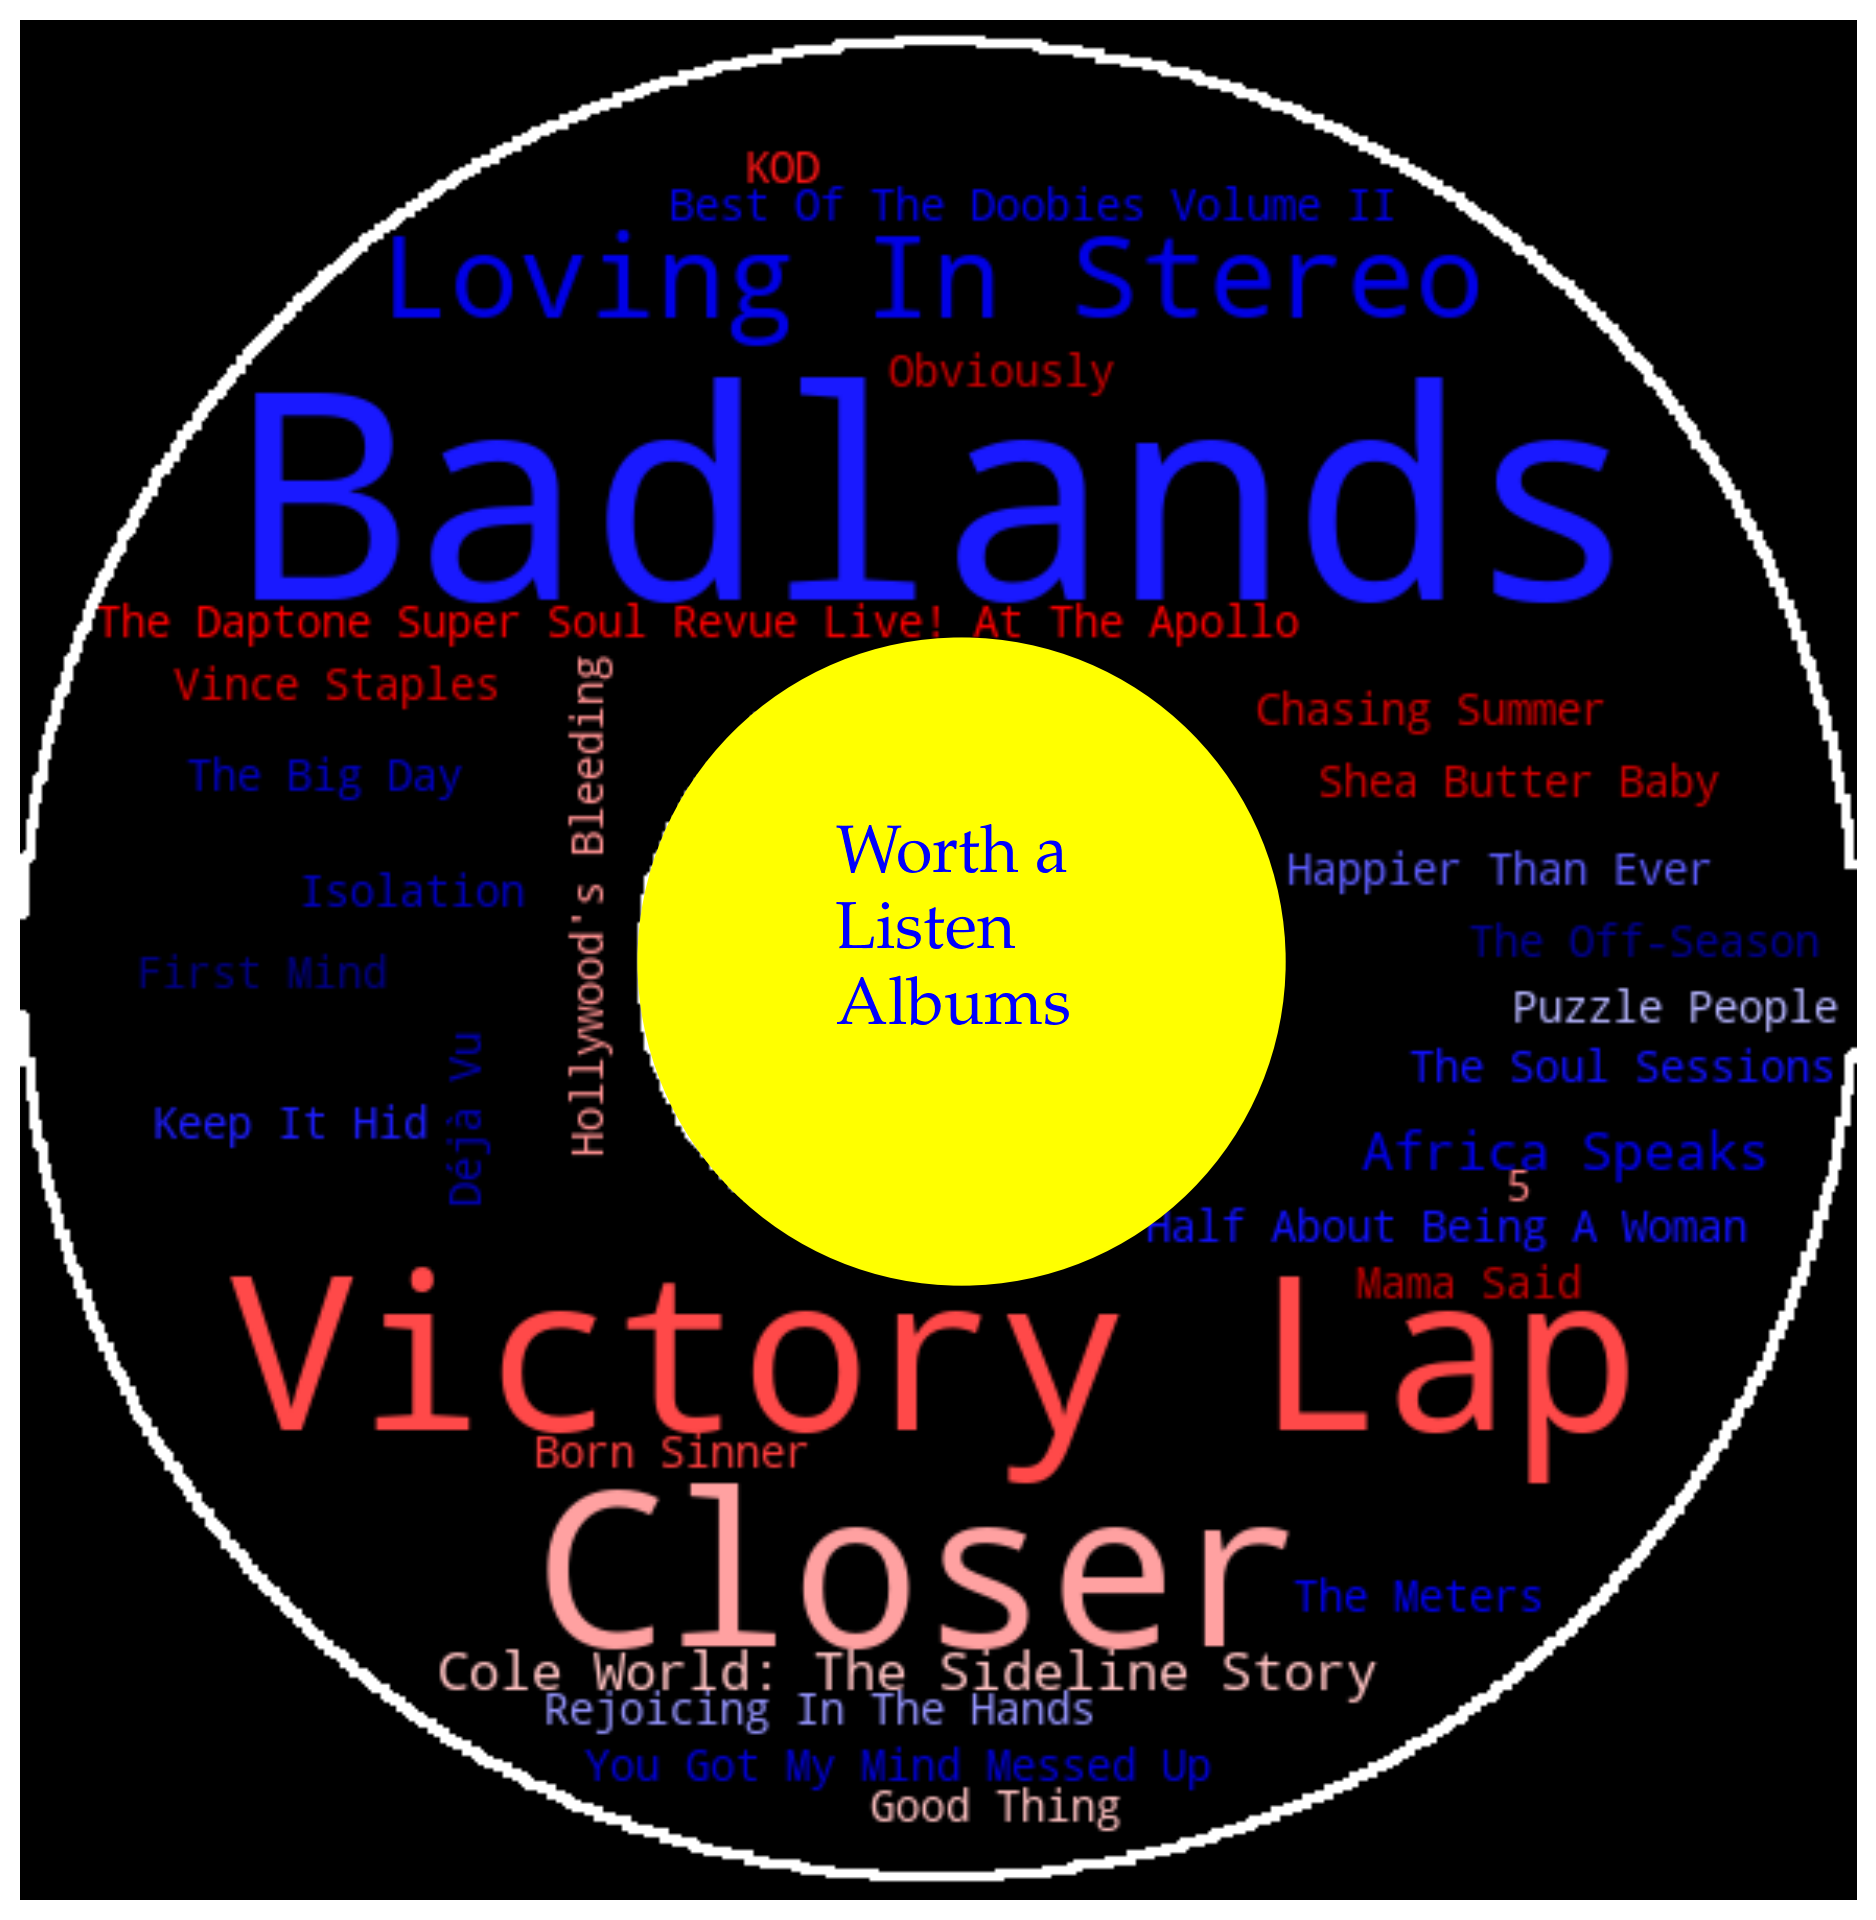 KOD
Best Of The Doobies Volume II
Loving In Stereo
Obviously
Badlands
The Daptone Super Soul Revue Live! At The Apollo
Vince Staples
Hollywood's Bleeding
Chasing Summer
The Big Day
Shea Butter Baby
Worth a
Listen
Albums
Happier Than Ever
Isolation
The Off-Season
First Mind
Puzzle People
Déjà Vu
The Soul Sessions
Keep It Hid
Africa Speaks
5
Half About Being A Woman
Mama Said
Victory Lap
Born Sinner
Closer
The Meters
Cole World: The Sideline Story
Rejoicing In The Hands
You Got My Mind Messed Up
Good Thing